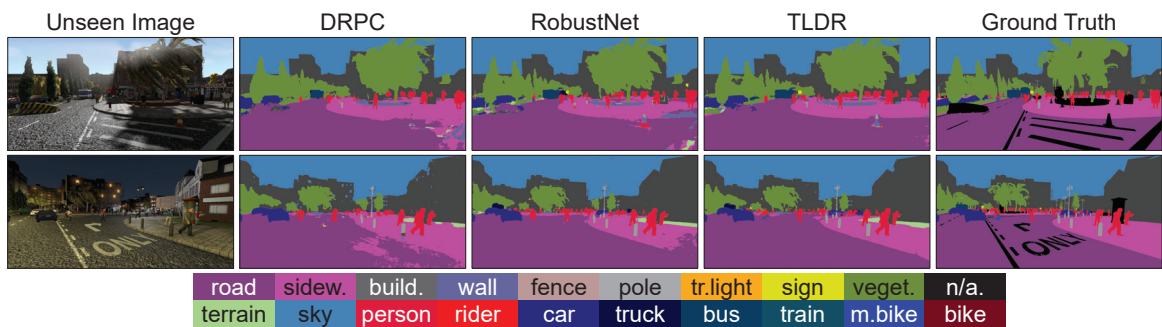 Unseen Image DRPC RobustNet TLDR Ground Truth
ONLY
ONLY
road sidew. build. wall fence pole tr.light sign veget. n/a.
terrain sky person rider car truck bus train m.bike bike